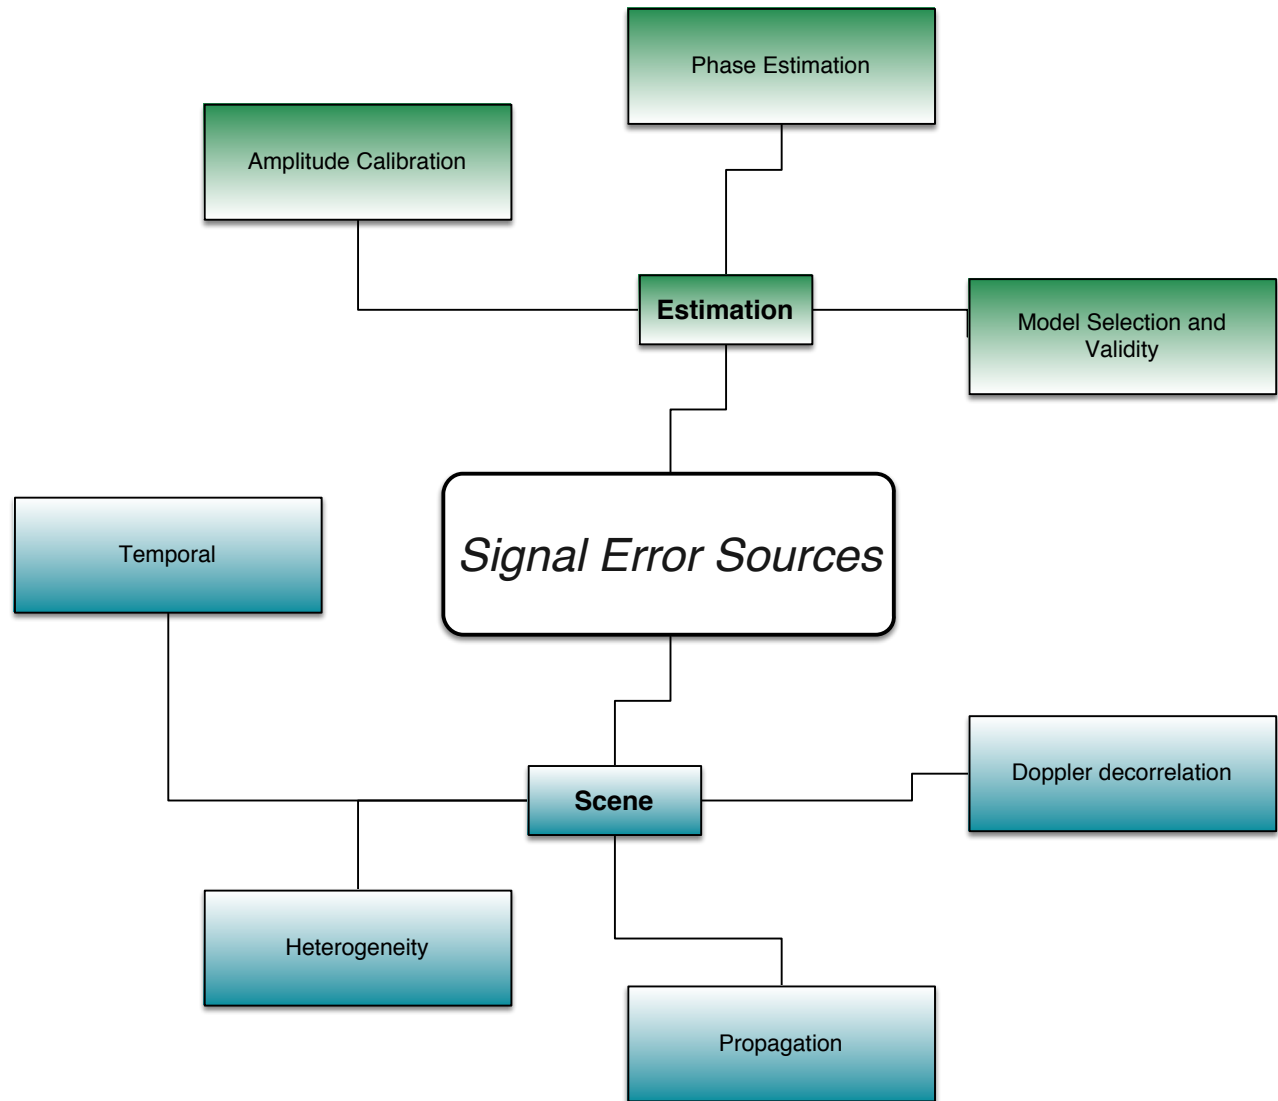 Phase Estimation
Amplitude Calibration
Estimation
Model Selection and
Validity
Signal Error Sources
Temporal
Doppler decorrelation
Scene
Heterogeneity
Propagation